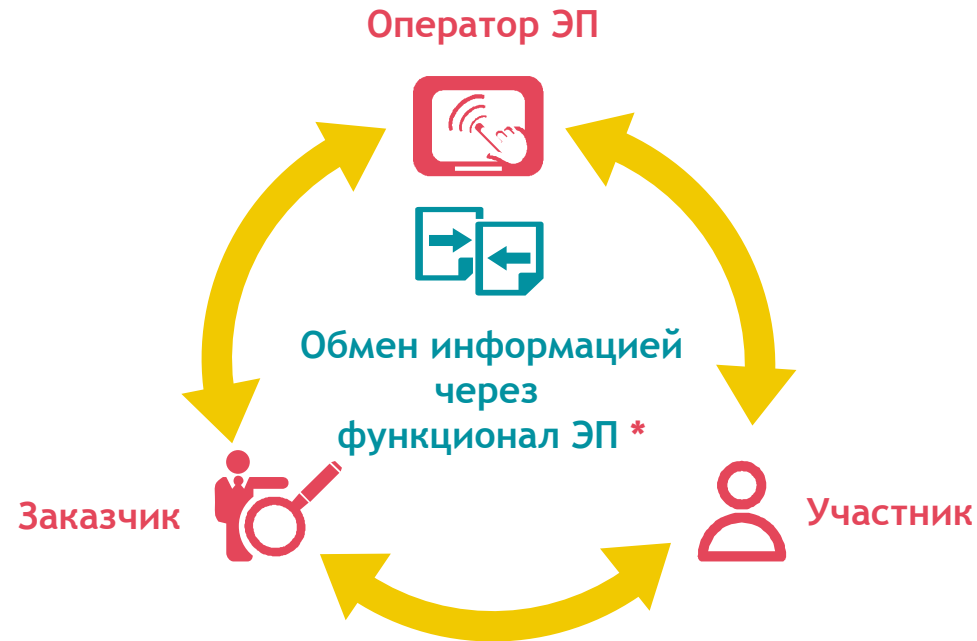 Оператор ЭП
Обмен информацией
через
функционал ЭП *
Заказчик
Участник